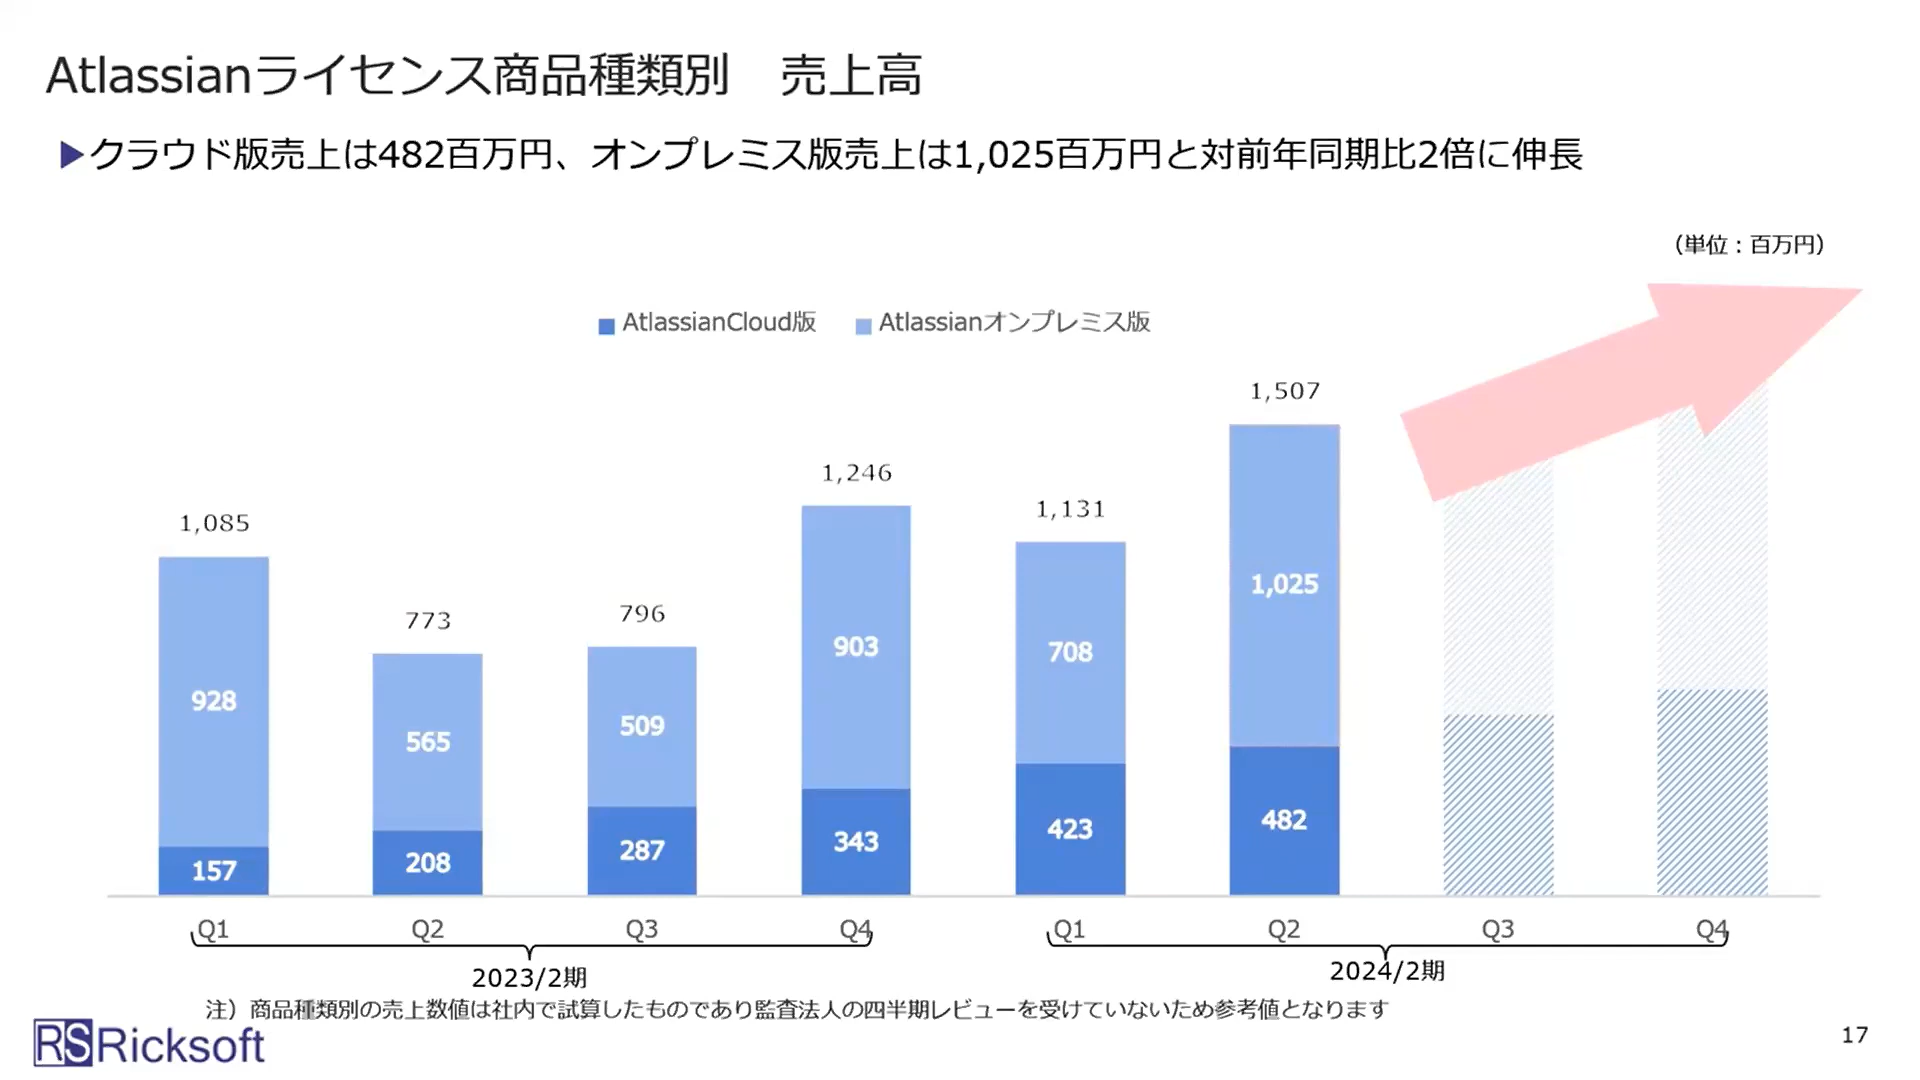 Atlassianライセンス商品種類別　売上高
▶クラウド版売上は482百万円、オンプレミス版売上は1,025百万円と対前年同期比2倍に伸長
（単位：百万円）
AtlassianCloud版 Atlassianオンプレミス版
1,085 773 796 1,246 1,131 1,507
928 565 509 903 708 1,025
157 208 287 343 423 482
Q1 Q2 Q3 Q4 Q1 Q2 Q3 Q4
2023/2期 2024/2期
注）商品種類別の売上数値は社内で試算したものであり監査法人の四半期レビューを受けていないため参考値となります
RS Ricksoft
17